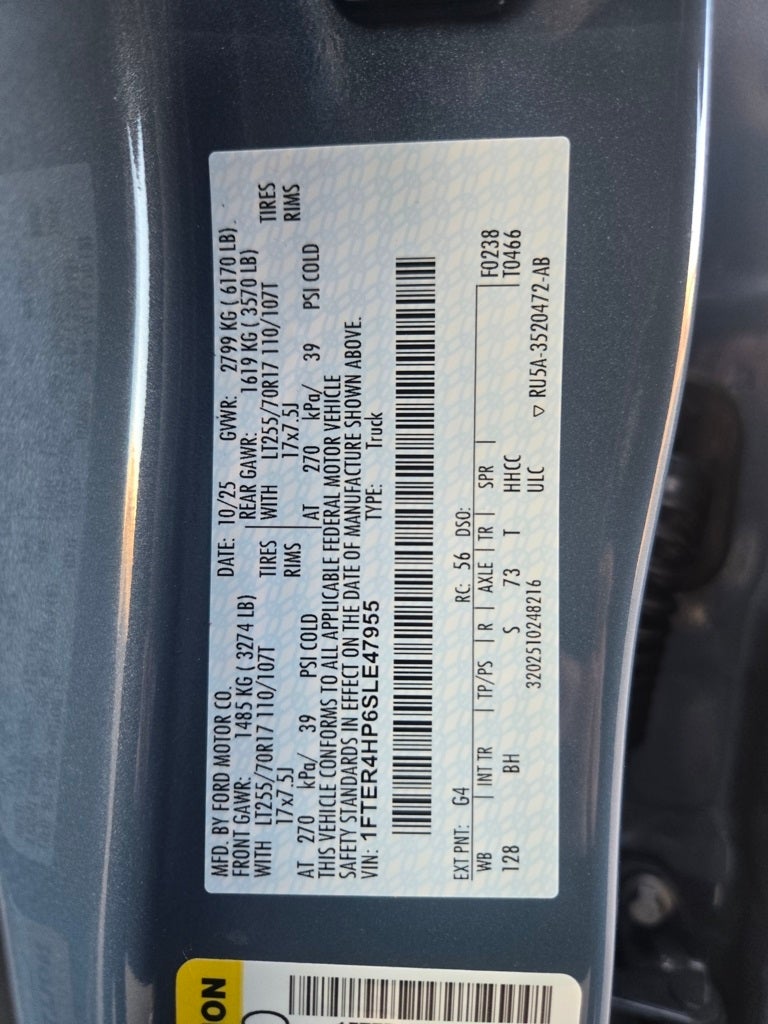 MFD. BY FORD MOTOR CO.
DATE: 10/25 GVWR: 2799 KG ( 6170 LB).
FRONT GAWR: 1485 KG ( 3274 LB)
REAR GAWR: 1619 KG ( 3570 LB)
WITH LT255/70R17 110/107T TIRES
WITH LT255/70R17 110/107T TIRES
17x7.5J RIMS
17x7.5J RIMS
AT 270 kPa/ 39 PSI COLD
AT 270 kPa/ 39 PSI COLD
THIS VEHICLE CONFORMS TO ALL APPLICABLE FEDERAL MOTOR VEHICLE
SAFETY STANDARDS IN EFFECT ON THE DATE OF MANUFACTURE SHOWN ABOVE.
VIN: 1FTER4HP6SLE47955 TYPE: Truck
EXT PNT: G4 RC: 56 DSO:
WB | INT TR | TP/PS | R | AXLE | TR | SPR F0238
128 BH S 73 T HHCC T0466
ULC
3202510248216 ▽ RU5A-3520472-AB